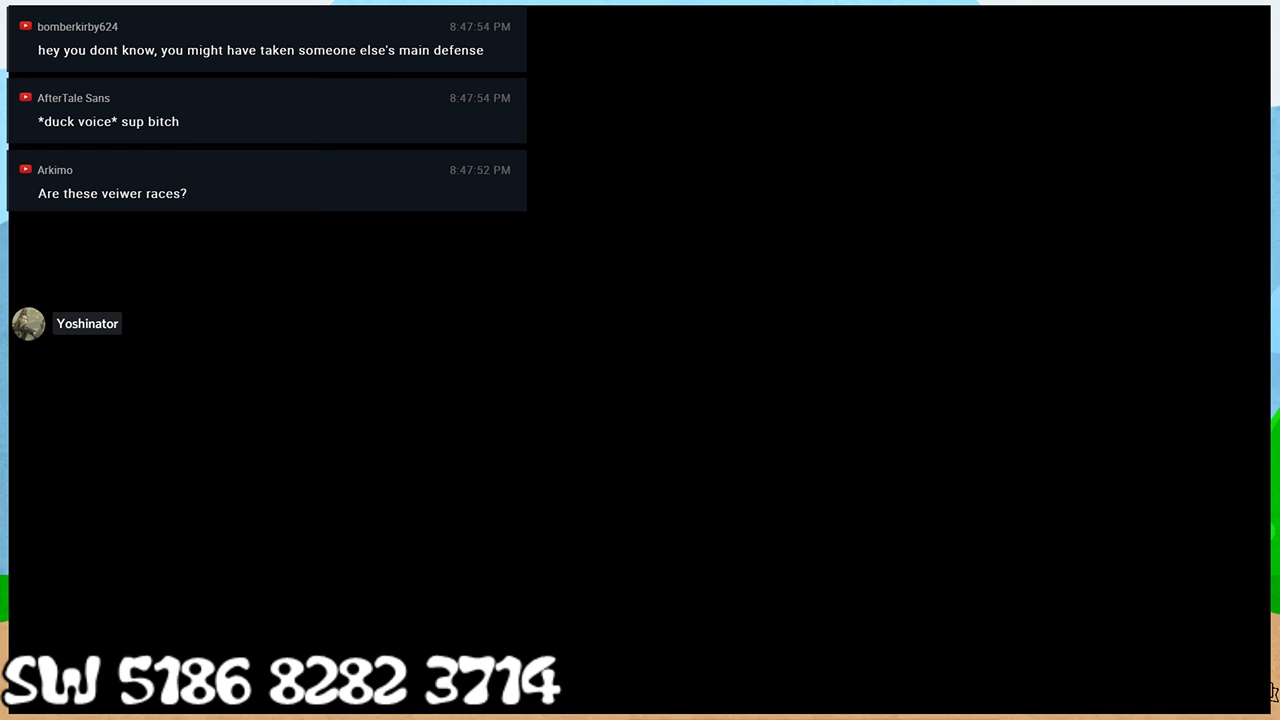 bomberkirby624 8:47:54 PM
hey you dont know, you might have taken someone else's main defense
AfterTale Sans 8:47:54 PM
*duck voice* sup bitch
Arkimo 8:47:52 PM
Are these veiwer races?
Yoshinator
SW 5186 8282 3714